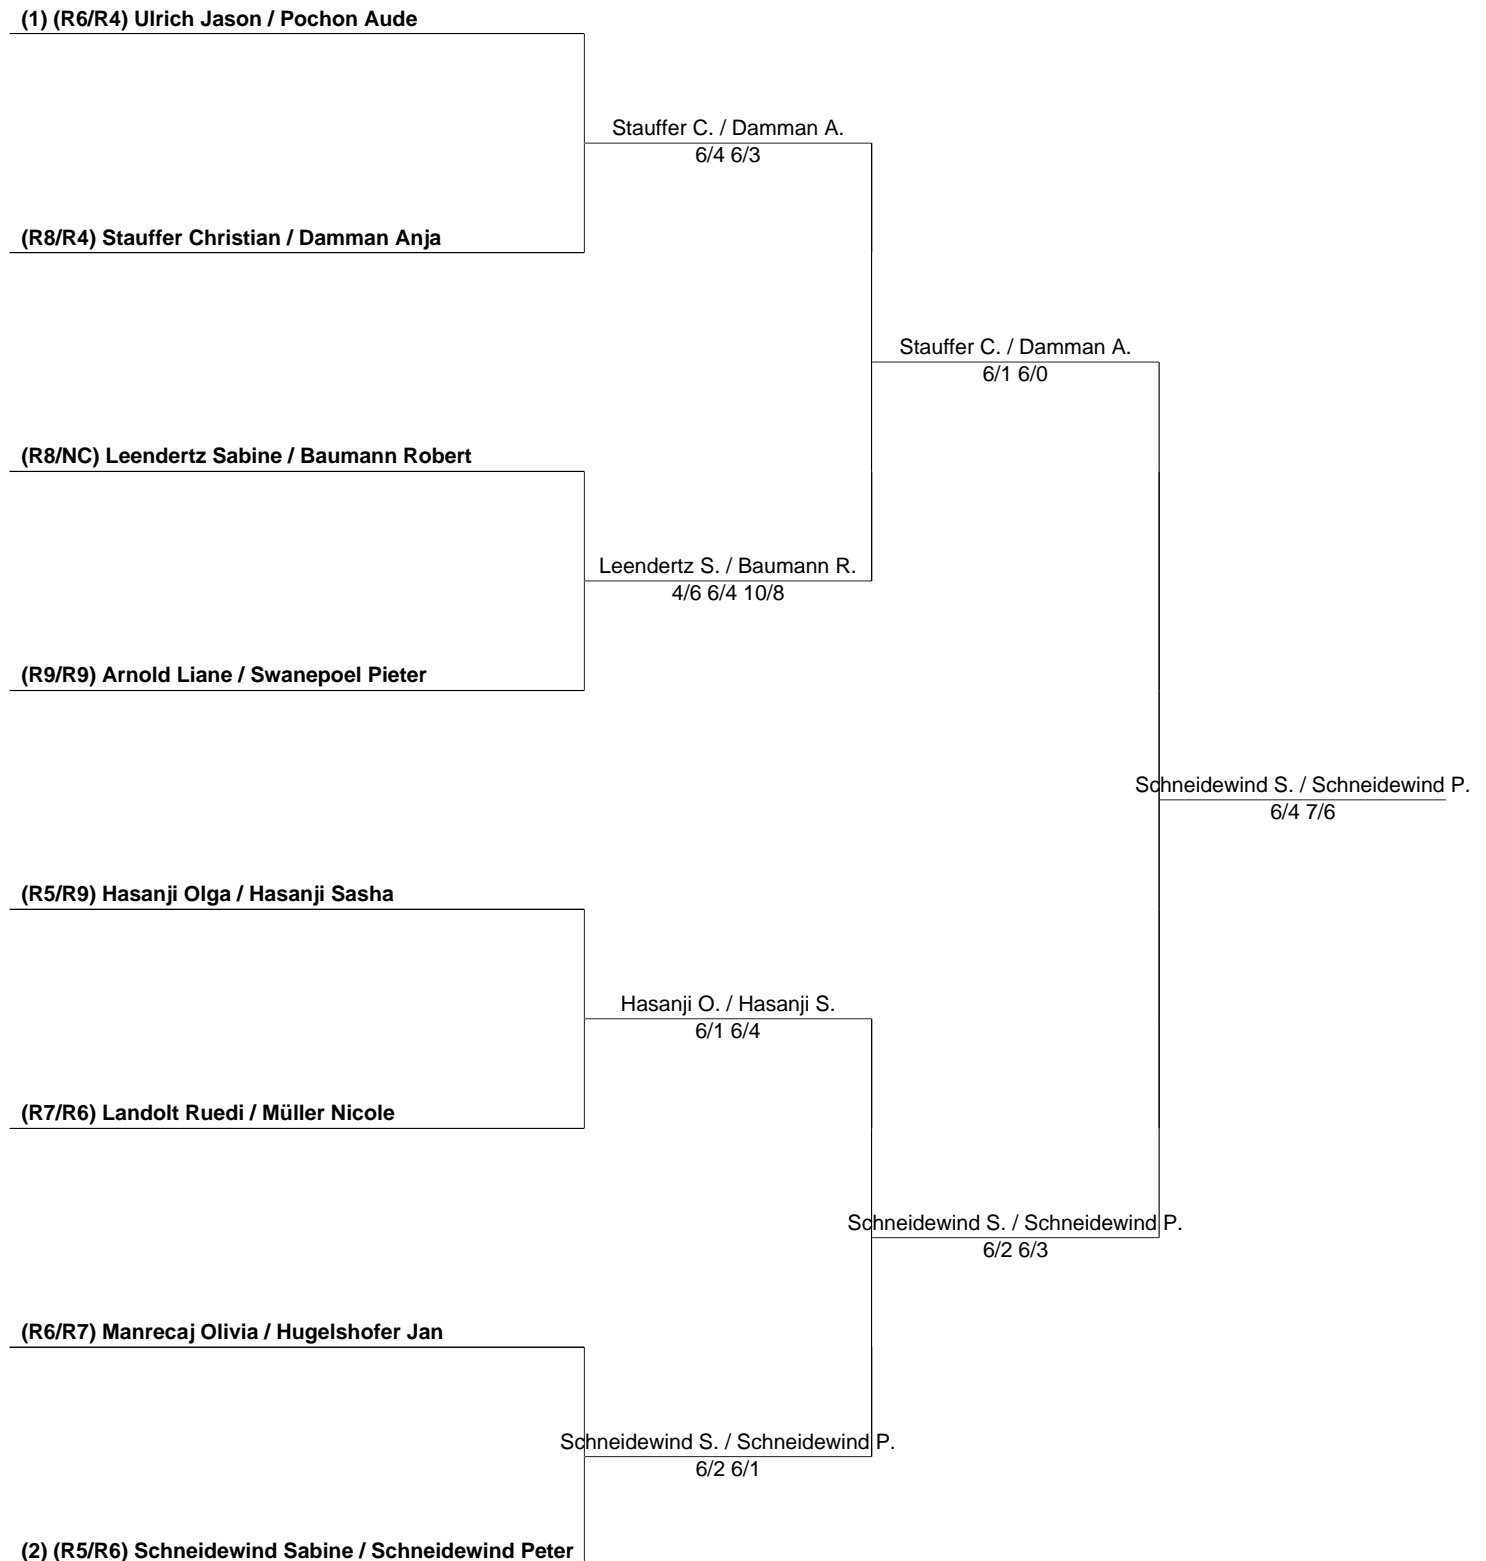 (1) (R6/R4) Ulrich Jason / Pochon Aude
Stauffer C. / Damman A.
6/4 6/3
(R8/R4) Stauffer Christian / Damman Anja
Stauffer C. / Damman A.
6/1 6/0
(R8/NC) Leendertz Sabine / Baumann Robert
Leendertz S. / Baumann R.
4/6 6/4 10/8
(R9/R9) Arnold Liane / Swanepoel Pieter
Schneidewind S. / Schneidewind P.
6/4 7/6
(R5/R9) Hasanji Olga / Hasanji Sasha
Hasanji O. / Hasanji S.
6/1 6/4
(R7/R6) Landolt Ruedi / Müller Nicole
Schneidewind S. / Schneidewind P.
6/2 6/3
(R6/R7) Manrecaj Olivia / Hugelshofer Jan
Schneidewind S. / Schneidewind P.
6/2 6/1
(2) (R5/R6) Schneidewind Sabine / Schneidewind Peter